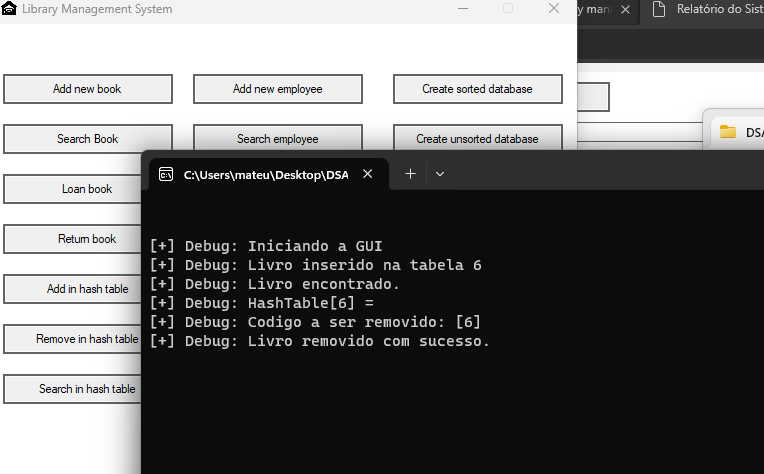 Library Management System
y man
Relatório do Sist
Add new book
Add new employee
Create sorted database
Search Book
Search employee
Create unsorted database
DSA
C:\Users\mateu\Desktop\DSA
Loan book
Return book
Add in hash table
Remove in hash table
Search in hash table
[+] Debug: Iniciando a GUI
[+] Debug: Livro inserido na tabela 6
[+] Debug: Livro encontrado.
[+] Debug: HashTable[6] =
[+] Debug: Codigo a ser removido: [6]
[+] Debug: Livro removido com sucesso.